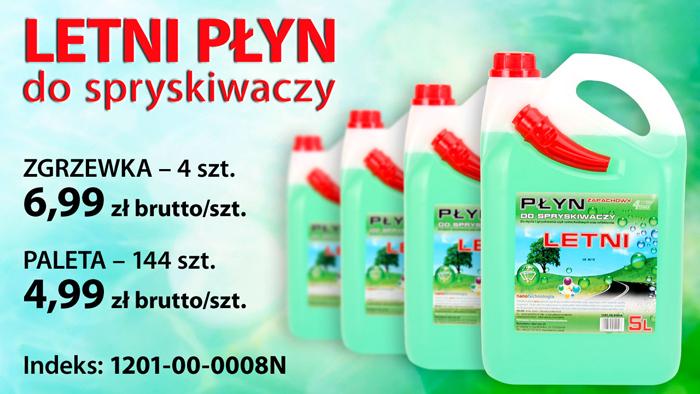 LETNI PŁYN
do spryskiwaczy
ZGRZEWKA – 4 szt.
6,99 zł brutto/szt.
PALETA – 144 szt.
4,99 zł brutto/szt.
Indeks: 1201-00-0008N
PŁYN ZAPACHOWY
DO SPRYSKIWACZY
LETNI
nanotechnologia
5L